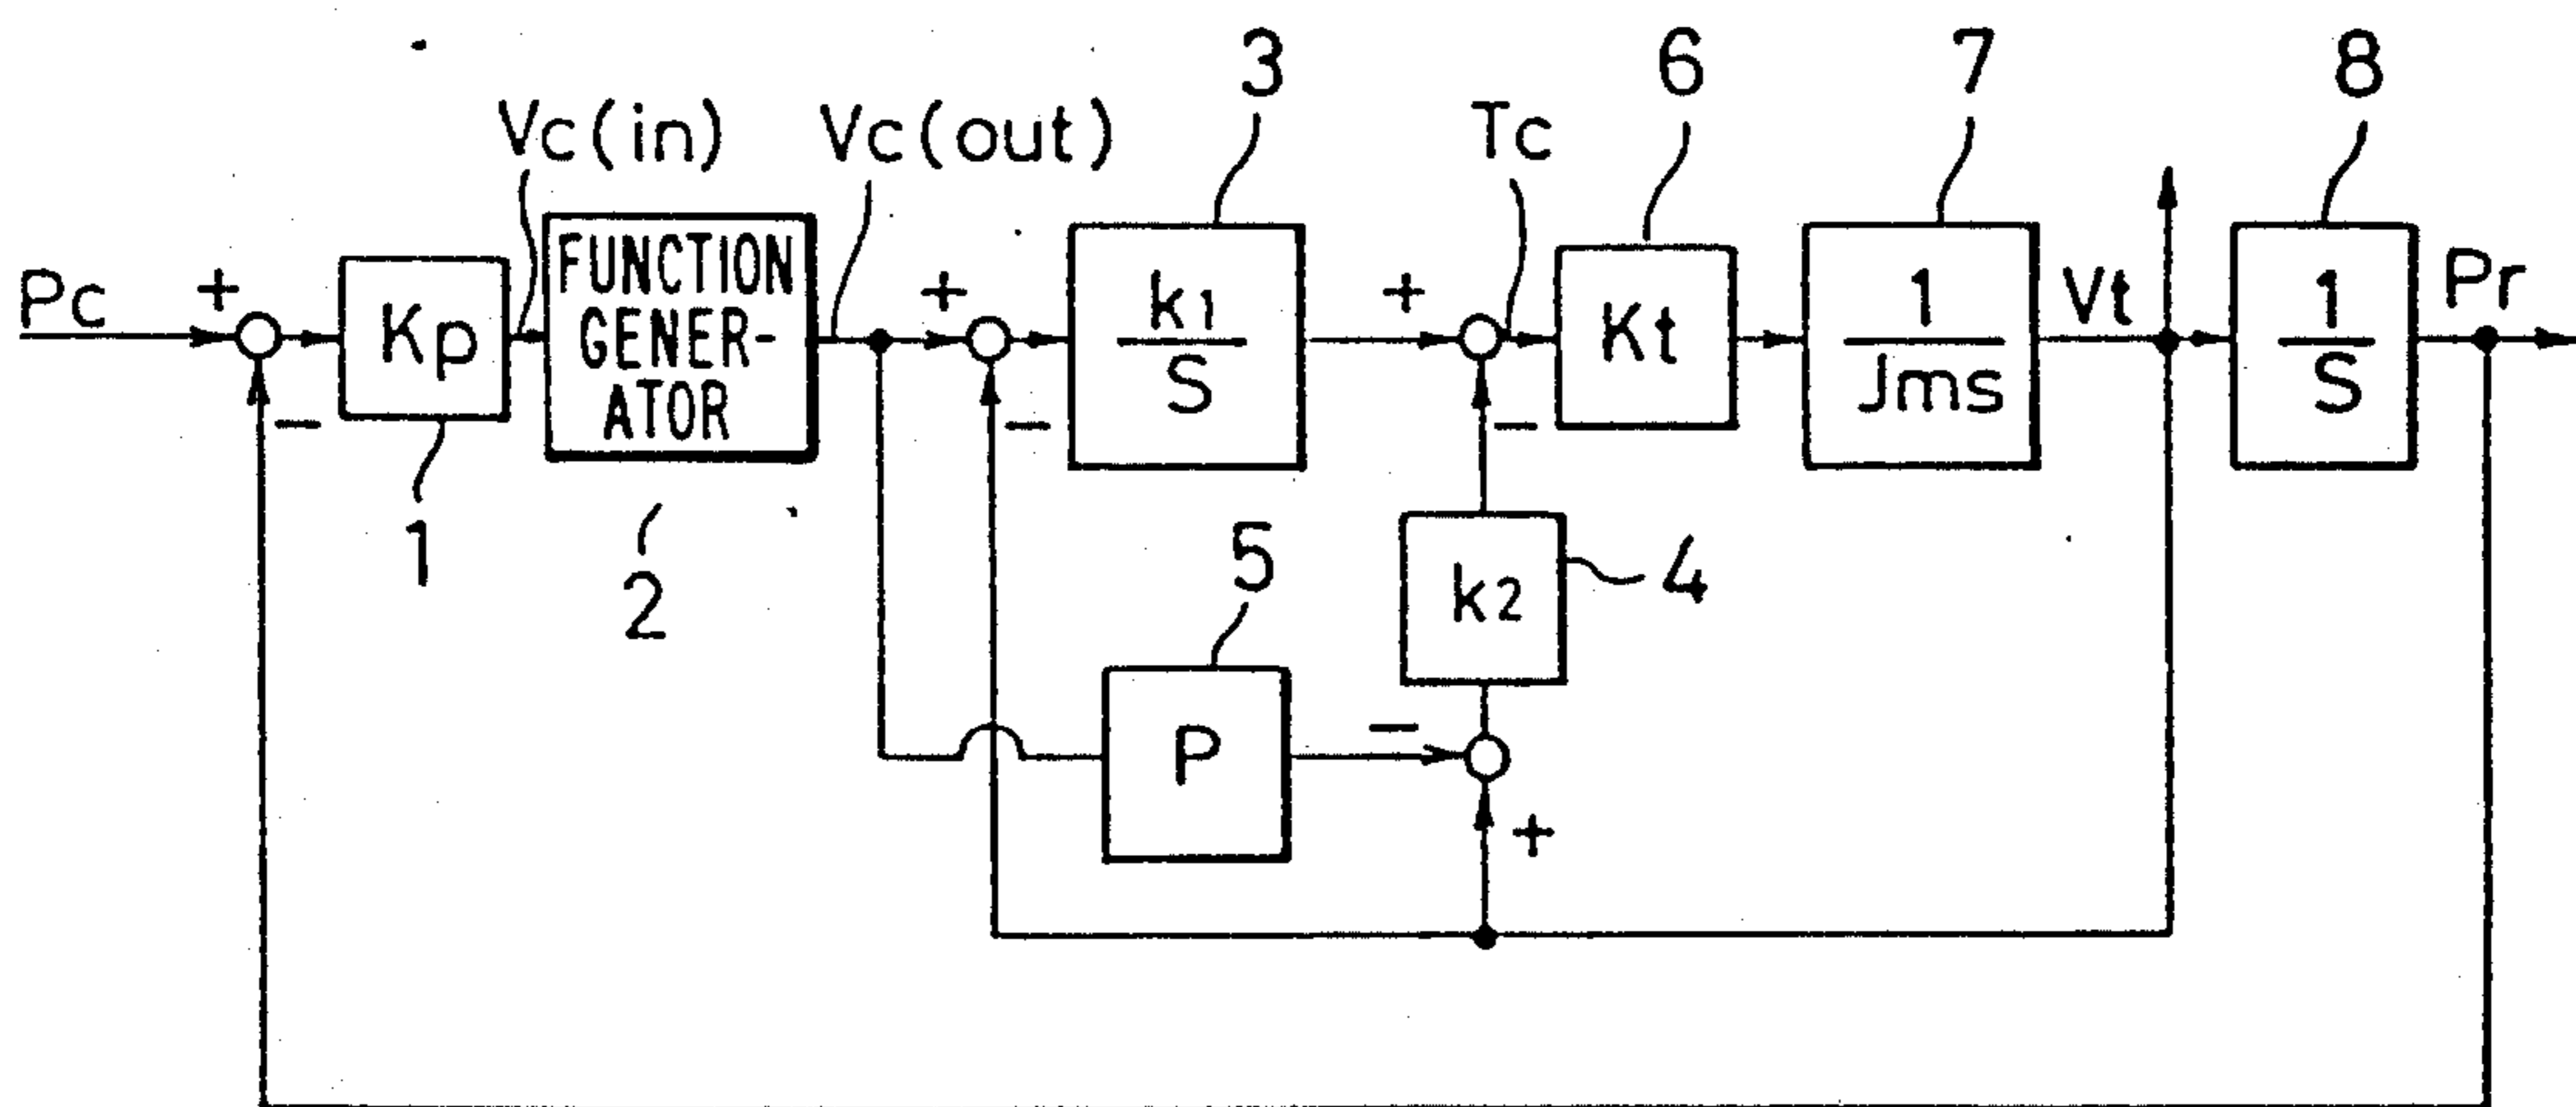 3
6
7
8
Vc(in)
Vc(out)
Tc
Pc
+
−
Kp
FUNCTION
GENER-
ATOR
+
−
k1
S
+
−
Kt
1
Jms
Vt
1
S
Pr
1
2
5
k2
4
P
−
+